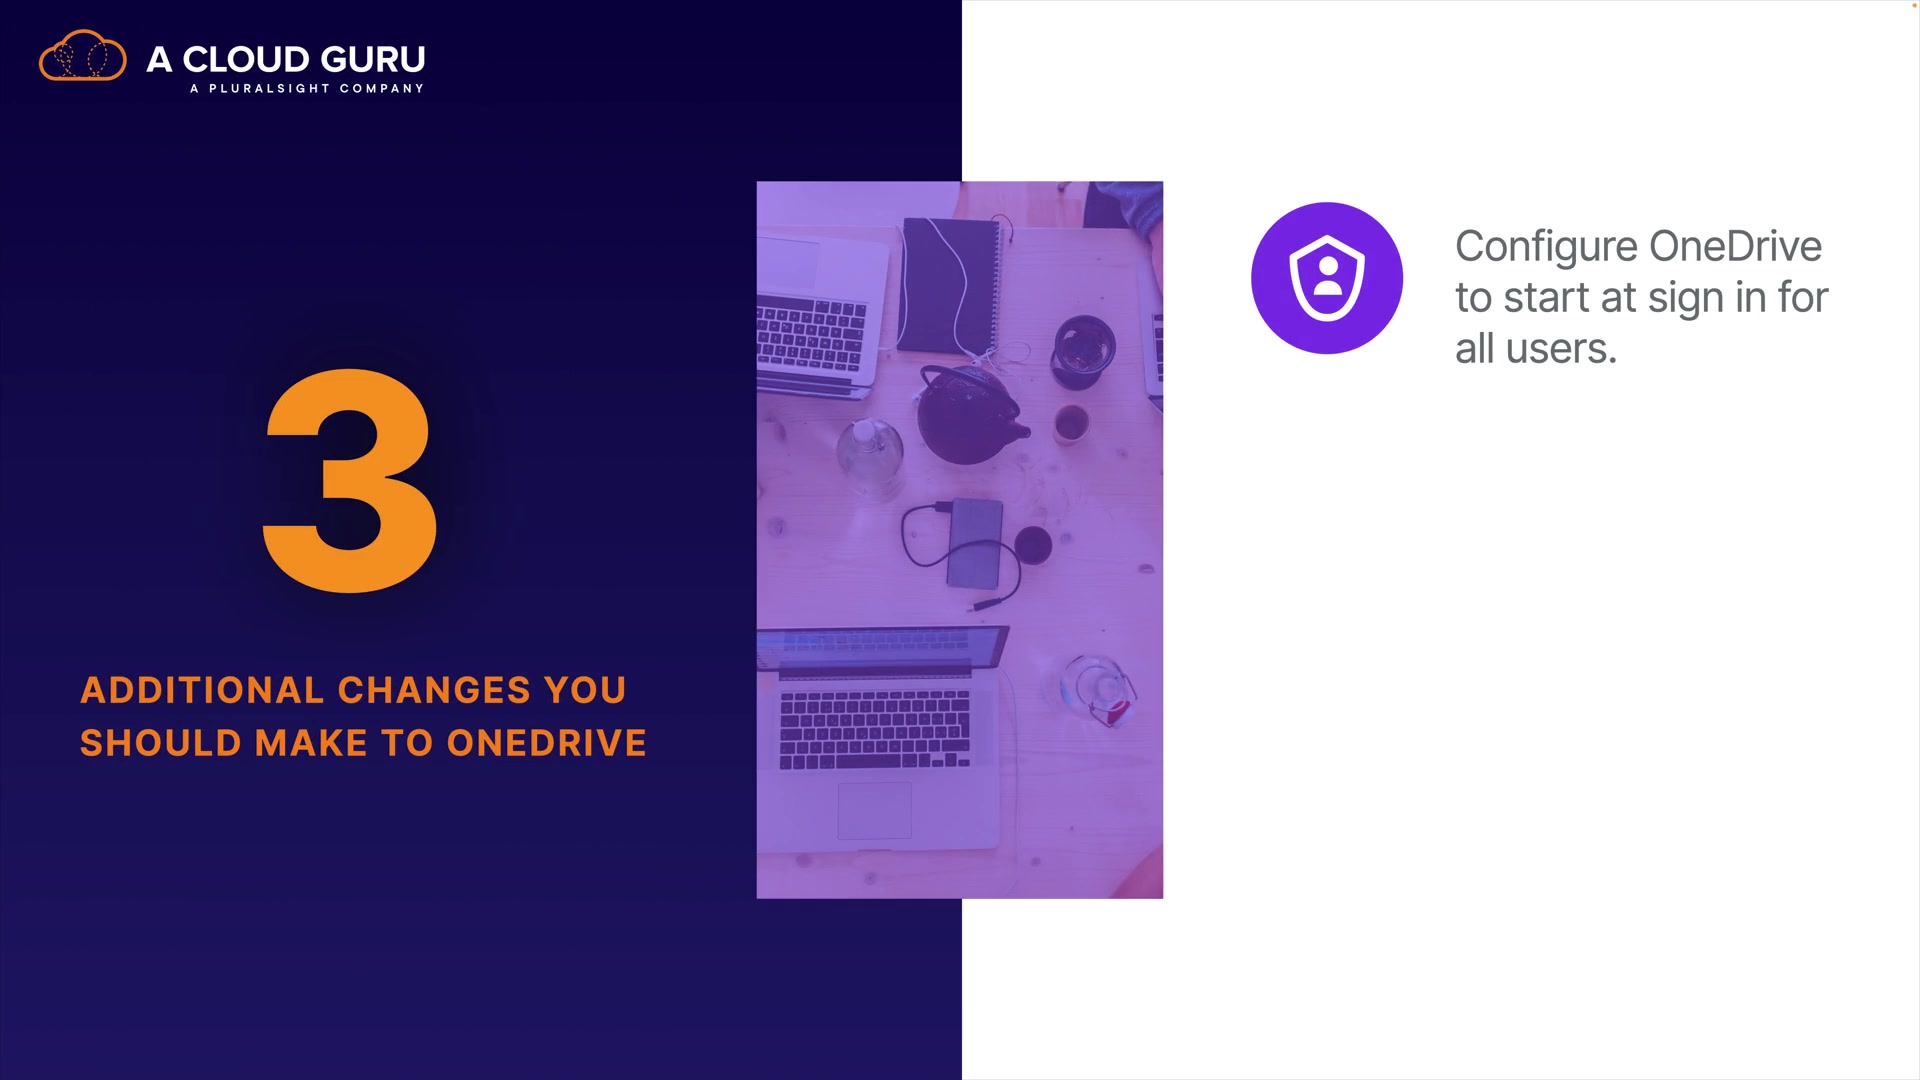 A CLOUD GURU
A PLURALSIGHT COMPANY
3
ADDITIONAL CHANGES YOU
SHOULD MAKE TO ONEDRIVE
Configure OneDrive
to start at sign in for
all users.